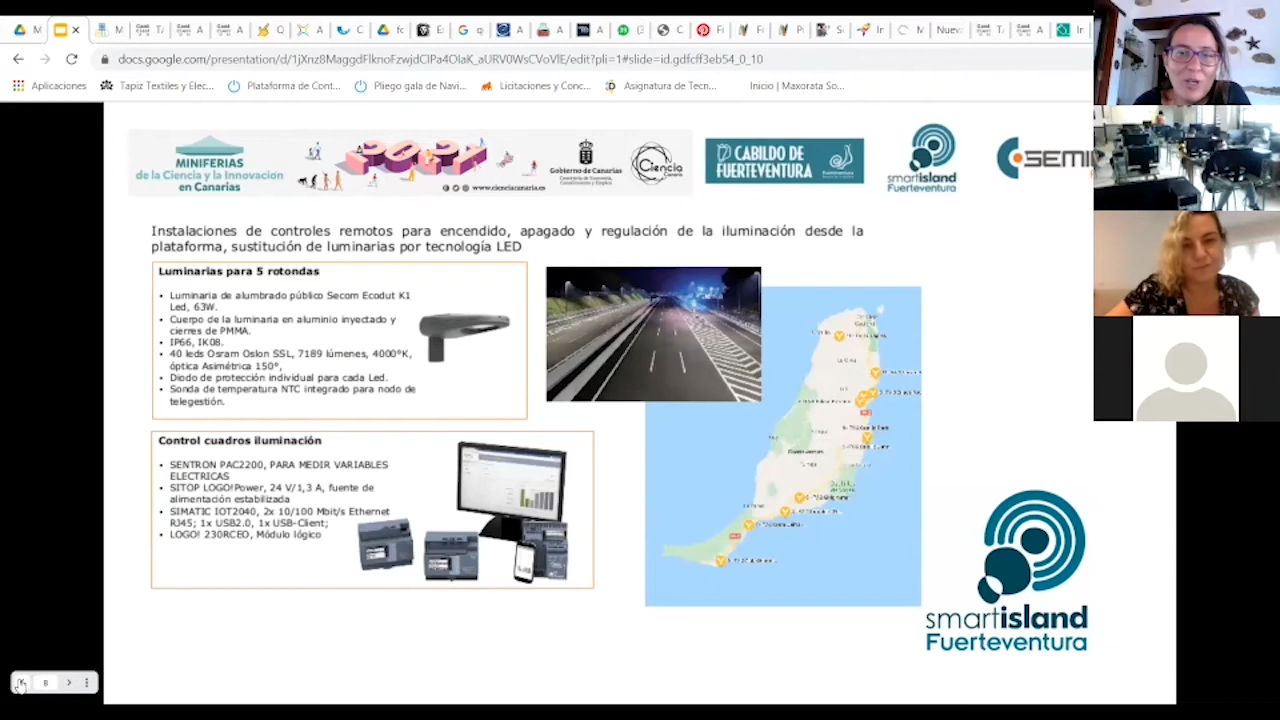 docs.google.com/presentation/d/1jXnz8MaggdFlknoFzwjdCIPa4OlaK_aURV0WsCVoVlE/edit?pli=1#slide=id.gdfcff3eb54_0_10
Aplicaciones
Tapiz Textiles y Elec...
Plataforma de Cont...
Pliego gala de Navi...
Licitaciones y Conc...
Asignatura de Tecn...
Inicio | Maxorata So...
MINIFERIAS
de la Ciencia y la Innovación
en Canarias
2021
www.cienciacanaria.es
Gobierno de Canarias
Ciencia
CABILDO DE
FUERTEVENTURA
smartisland
Fuerteventura
SEMI
Instalaciones de controles remotos para encendido, apagado y regulación de la iluminación desde la
plataforma, sustitución de luminarias por tecnología LED
Luminarias para 5 rotondas
• Luminaria de alumbrado público Secom Ecodut K1
Led, 63W.
• Cuerpo de la luminaria en aluminio inyectado y
cierres de PMMA.
IP66, IK08.
• 40 leds Osram Oslon SSL, 7189 lúmenes, 4000°K,
óptica Asimétrica 150°,
• Diodo de protección individual para cada Led.
• Sonda de temperatura NTC integrado para nodo de
telegestión.
Control cuadros iluminación
• SENTRON PAC2200, PARA MEDIR VARIABLES
ELECTRICAS
• SITOP LOGO!Power, 24 V/1,3 A, fuente de
alimentación estabilizada
• SIMATIC IOT2040, 2x 10/100 Mbit/s Ethernet
RJ45; 1x USB2.0, 1x USB-Client;
• LOGO! 230RCEO, Módulo lógico
smartisland
Fuerteventura
8